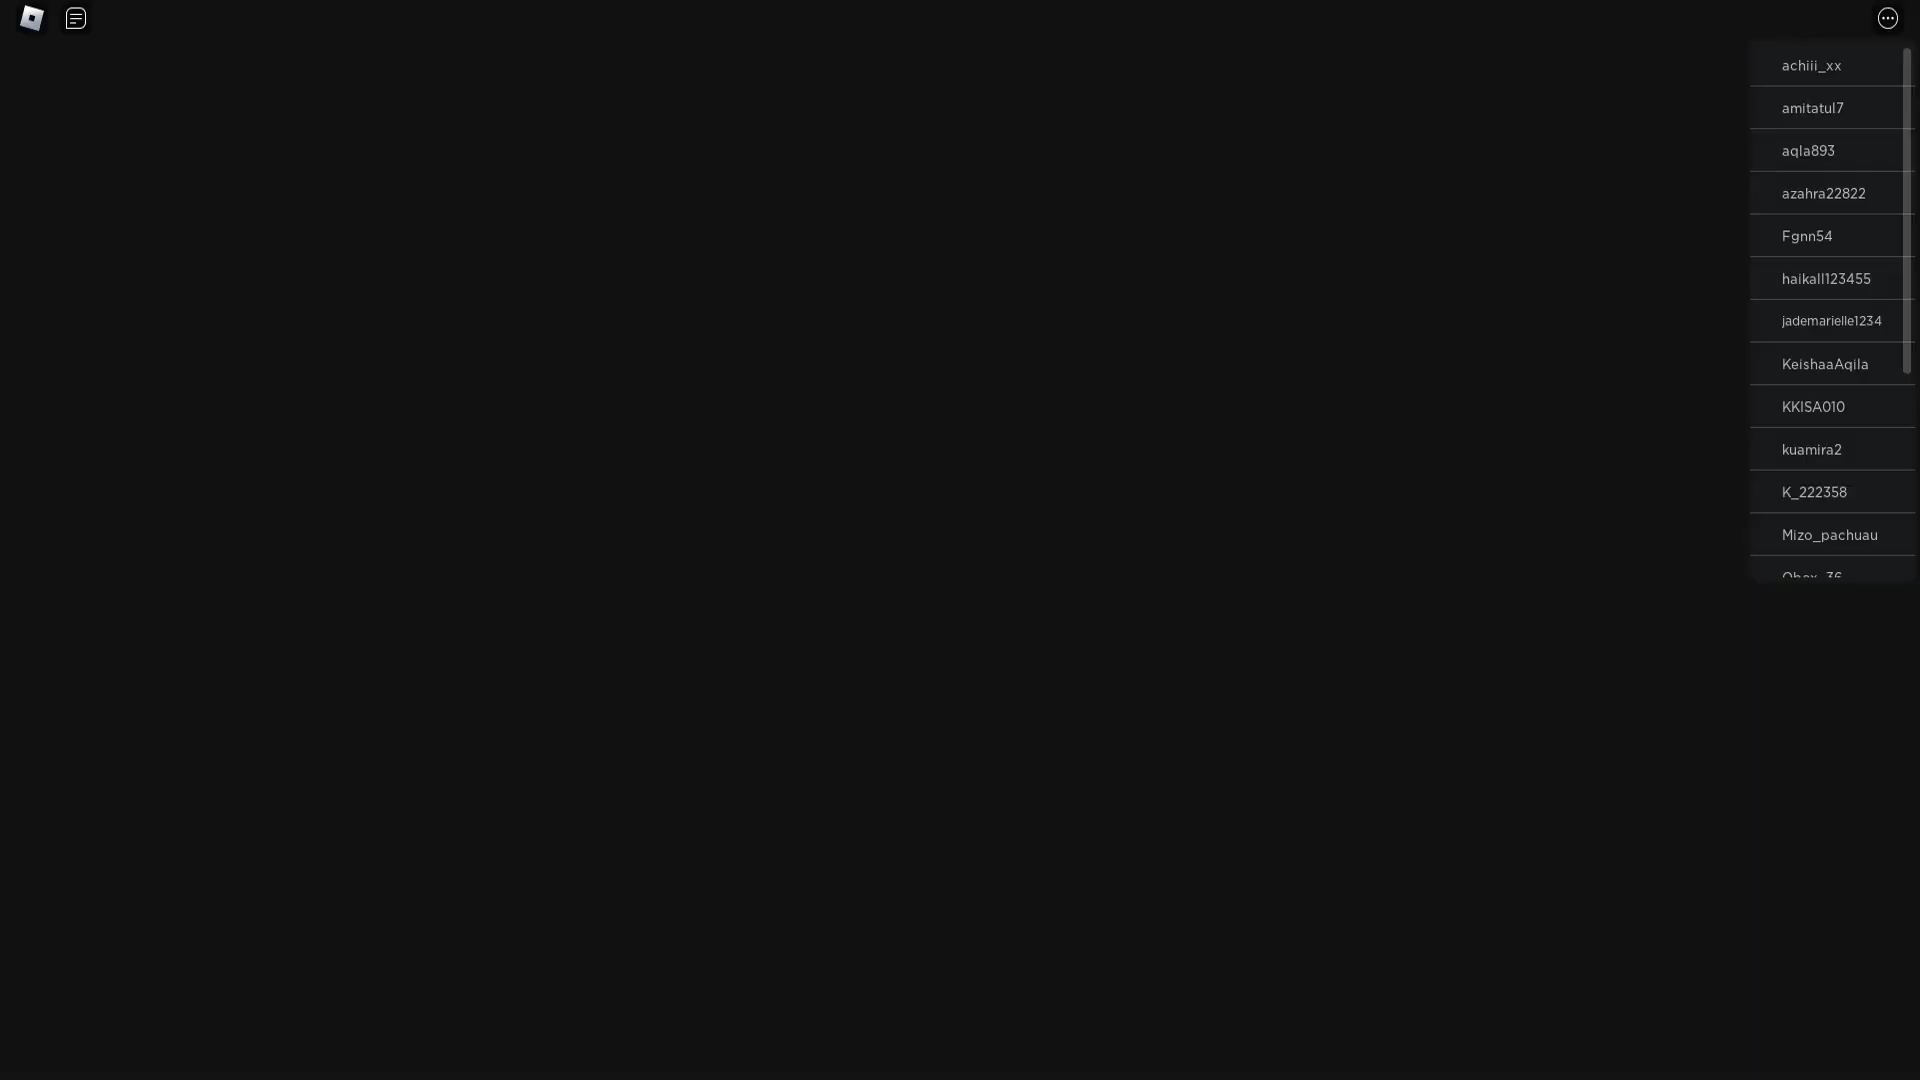 achiii_xx
amitatul7
aqla893
azahra22822
Fgnn54
haikall123455
jademarielle1234
KeishaaAqila
KKISA010
kuamira2
K_222358
Mizo_pachuau